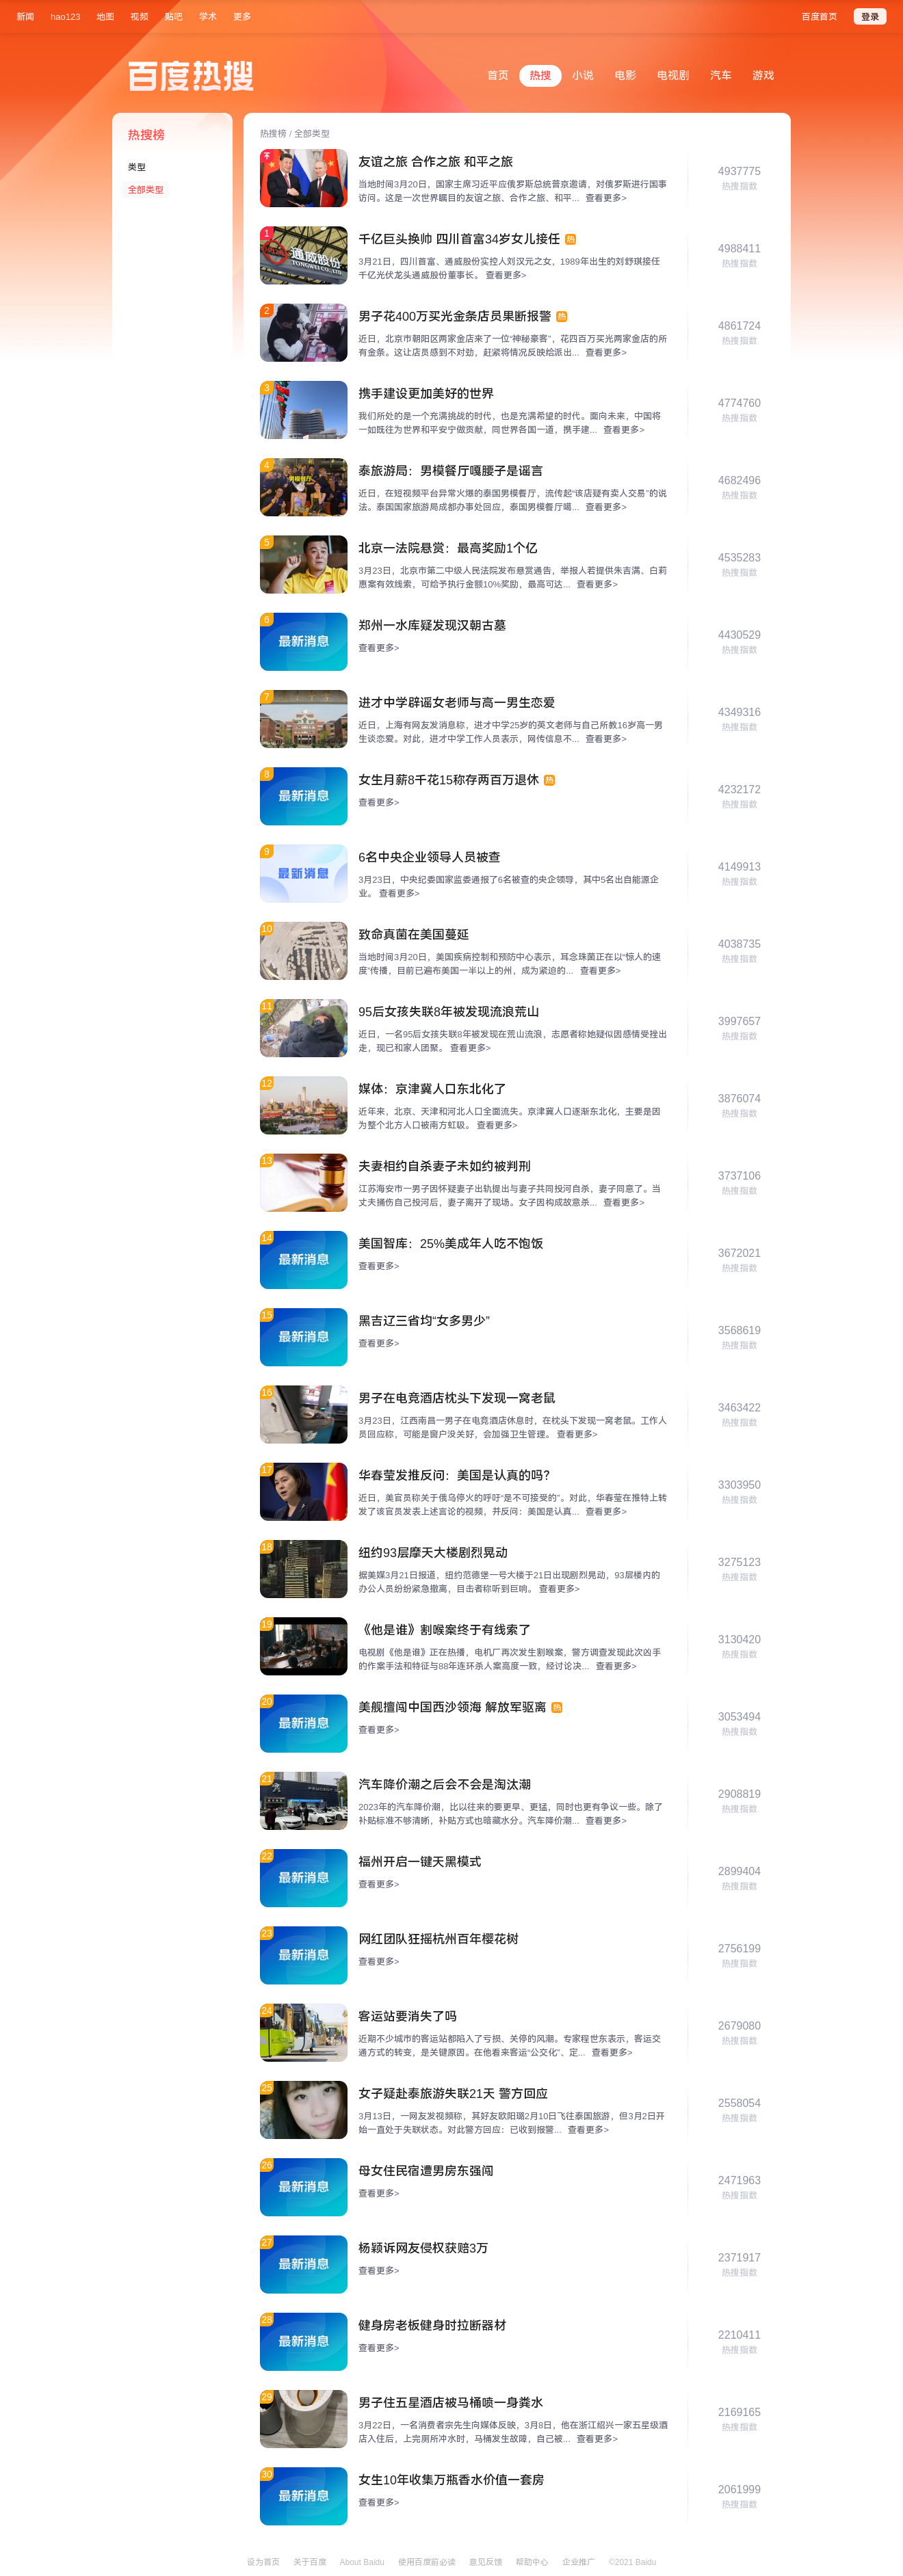 新闻 hao123 地图 视频 贴吧 学术 更多 百度首页 登录
百度热搜
首页 热搜 小说 电影 电视剧 汽车 游戏
热搜榜
类型
全部类型
热搜榜 / 全部类型
友谊之旅 合作之旅 和平之旅
当地时间3月20日，国家主席习近平应俄罗斯总统普京邀请，对俄罗斯进行国事
访问。这是一次世界瞩目的友谊之旅、合作之旅、和平... 查看更多>
4937775
热搜指数
1
通威股份
TONGWEI CO.,LTD
千亿巨头换帅 四川首富34岁女儿接任 热
3月21日，四川首富、通威股份实控人刘汉元之女，1989年出生的刘舒琪接任
千亿光伏龙头通威股份董事长。 查看更多>
4988411
热搜指数
2
男子花400万买光金条店员果断报警 热
近日，北京市朝阳区两家金店来了一位“神秘豪客”，花四百万买光两家金店的所
有金条。这让店员感到不对劲，赶紧将情况反映给派出... 查看更多>
4861724
热搜指数
3
携手建设更加美好的世界
我们所处的是一个充满挑战的时代，也是充满希望的时代。面向未来，中国将
一如既往为世界和平安宁做贡献，同世界各国一道，携手建... 查看更多>
4774760
热搜指数
4
男模餐厅
泰旅游局：男模餐厅嘎腰子是谣言
近日，在短视频平台异常火爆的泰国男模餐厅，流传起“该店疑有卖人交易”的说
法。泰国国家旅游局成都办事处回应，泰国男模餐厅噶... 查看更多>
4682496
热搜指数
5
北京一法院悬赏：最高奖励1个亿
3月23日，北京市第二中级人民法院发布悬赏通告，举报人若提供朱吉满、白莉
惠案有效线索，可给予执行金额10%奖励，最高可达... 查看更多>
4535283
热搜指数
6
最新消息
郑州一水库疑发现汉朝古墓
查看更多>
4430529
热搜指数
7
进才中学辟谣女老师与高一男生恋爱
近日，上海有网友发消息称，进才中学25岁的英文老师与自己所教16岁高一男
生谈恋爱。对此，进才中学工作人员表示，网传信息不... 查看更多>
4349316
热搜指数
8
最新消息
女生月薪8千花15称存两百万退休 热
查看更多>
4232172
热搜指数
9
最新消息
6名中央企业领导人员被查
3月23日，中央纪委国家监委通报了6名被查的央企领导，其中5名出自能源企
业。 查看更多>
4149913
热搜指数
10
致命真菌在美国蔓延
当地时间3月20日，美国疾病控制和预防中心表示，耳念珠菌正在以“惊人的速
度”传播，目前已遍布美国一半以上的州，成为紧迫的... 查看更多>
4038735
热搜指数
11
95后女孩失联8年被发现流浪荒山
近日，一名95后女孩失联8年被发现在荒山流浪，志愿者称她疑似因感情受挫出
走，现已和家人团聚。 查看更多>
3997657
热搜指数
12
媒体：京津冀人口东北化了
近年来，北京、天津和河北人口全面流失。京津冀人口逐渐东北化，主要是因
为整个北方人口被南方虹吸。 查看更多>
3876074
热搜指数
13
夫妻相约自杀妻子未如约被判刑
江苏海安市一男子因怀疑妻子出轨提出与妻子共同投河自杀，妻子同意了。当
丈夫捅伤自己投河后，妻子离开了现场。女子因构成故意杀... 查看更多>
3737106
热搜指数
14
最新消息
美国智库：25%美成年人吃不饱饭
查看更多>
3672021
热搜指数
15
最新消息
黑吉辽三省均“女多男少”
查看更多>
3568619
热搜指数
16
男子在电竞酒店枕头下发现一窝老鼠
3月23日，江西南昌一男子在电竞酒店休息时，在枕头下发现一窝老鼠。工作人
员回应称，可能是窗户没关好，会加强卫生管理。 查看更多>
3463422
热搜指数
17
华春莹发推反问：美国是认真的吗？
近日，美官员称关于俄乌停火的呼吁“是不可接受的”。对此，华春莹在推特上转
发了该官员发表上述言论的视频，并反问：美国是认真... 查看更多>
3303950
热搜指数
18
纽约93层摩天大楼剧烈晃动
据美媒3月21日报道，纽约范德堡一号大楼于21日出现剧烈晃动，93层楼内的
办公人员纷纷紧急撤离，目击者称听到巨响。 查看更多>
3275123
热搜指数
19
《他是谁》割喉案终于有线索了
电视剧《他是谁》正在热播，电机厂再次发生割喉案，警方调查发现此次凶手
的作案手法和特征与88年连环杀人案高度一致，经讨论决... 查看更多>
3130420
热搜指数
20
最新消息
美舰擅闯中国西沙领海 解放军驱离 热
查看更多>
3053494
热搜指数
21
汽车降价潮之后会不会是淘汰潮
2023年的汽车降价潮，比以往来的要更早、更猛，同时也更有争议一些。除了
补贴标准不够清晰，补贴方式也暗藏水分。汽车降价潮... 查看更多>
2908819
热搜指数
22
最新消息
福州开启一键天黑模式
查看更多>
2899404
热搜指数
23
最新消息
网红团队狂摇杭州百年樱花树
查看更多>
2756199
热搜指数
24
客运站要消失了吗
近期不少城市的客运站都陷入了亏损、关停的风潮。专家程世东表示，客运交
通方式的转变，是关键原因。在他看来客运“公交化”、定... 查看更多>
2679080
热搜指数
25
女子疑赴泰旅游失联21天 警方回应
3月13日，一网友发视频称，其好友欧阳璐2月10日飞往泰国旅游，但3月2日开
始一直处于失联状态。对此警方回应：已收到报警... 查看更多>
2558054
热搜指数
26
最新消息
母女住民宿遭男房东强闯
查看更多>
2471963
热搜指数
27
最新消息
杨颖诉网友侵权获赔3万
查看更多>
2371917
热搜指数
28
最新消息
健身房老板健身时拉断器材
查看更多>
2210411
热搜指数
29
男子住五星酒店被马桶喷一身粪水
3月22日，一名消费者宗先生向媒体反映，3月8日，他在浙江绍兴一家五星级酒
店入住后，上完厕所冲水时，马桶发生故障，自己被... 查看更多>
2169165
热搜指数
30
最新消息
女生10年收集万瓶香水价值一套房
查看更多>
2061999
热搜指数
设为首页 关于百度 About Baidu 使用百度前必读 意见反馈 帮助中心 企业推广 ©2021 Baidu